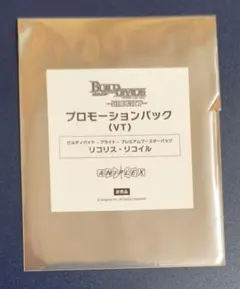 BUILD DIVIDE
プロモーションパック
(VT)
ビルディバイド -ブライト- プレミアムブースターパック
リコリス・リコイル
ANIPLEX
非売品